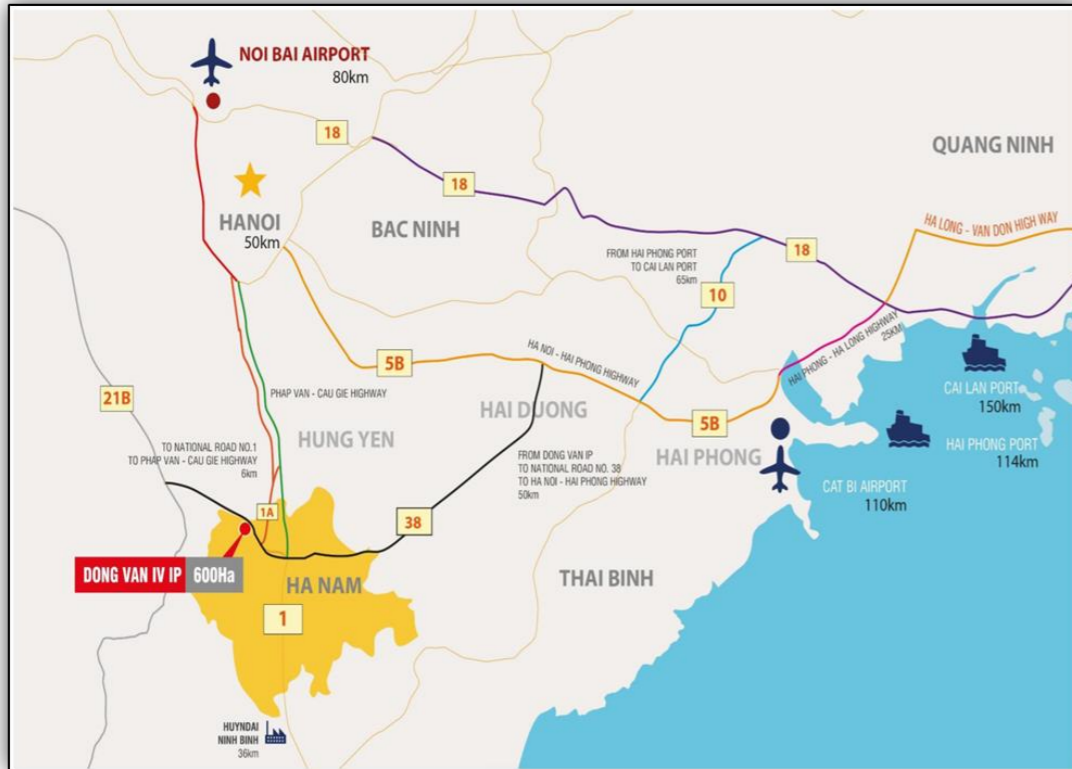 NOI BAI AIRPORT
80km
18
18
QUANG NINH
HANOI
50km
BAC NINH
HA LONG - VAN DON HIGH WAY
FROM HAI PHONG PORT
TO CAI LAN PORT
65km
18
10
HAI PHONG - HA LONG HIGHWAY
25KM
5B
HA NOI - HAI PHONG HIGHWAY
PHAP VAN - CAU GIE HIGHWAY
21B
CAI LAN PORT
150km
HAI DUONG
5B
HUNG YEN
TO NATIONAL ROAD NO.1
TO PHAP VAN - CAU GIE HIGHWAY
6km
FROM DONG VAN IP
TO NATIONAL ROAD NO. 38
TO HA NOI - HAI PHONG HIGHWAY
50km
HAI PHONG
HAI PHONG PORT
114km
CAT BI AIRPORT
110km
1A
38
DONG VAN IV IP 600Ha
HA NAM
THAI BINH
1
HUYNDAI
NINH BINH
36km